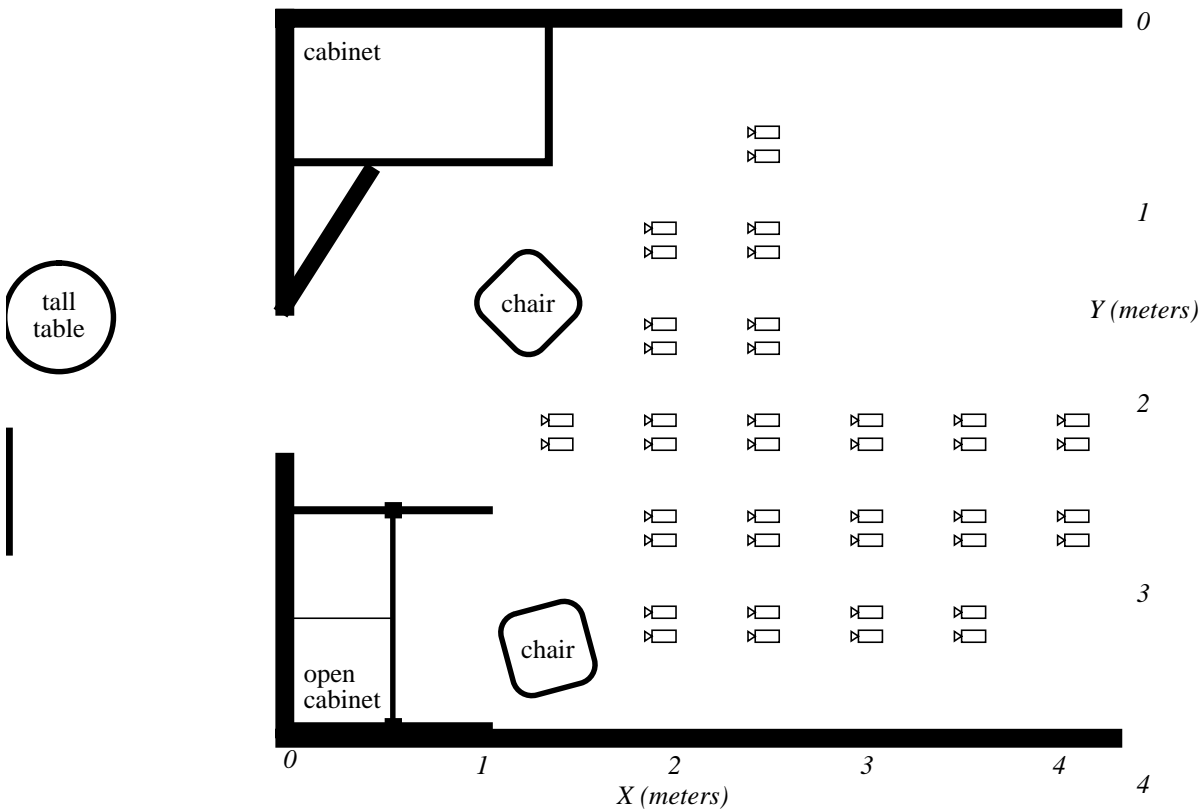 0
cabinet
1
tall
table
chair
Y (meters)
2
3
chair
open
cabinet
0 1 2 3 4
4
X (meters)